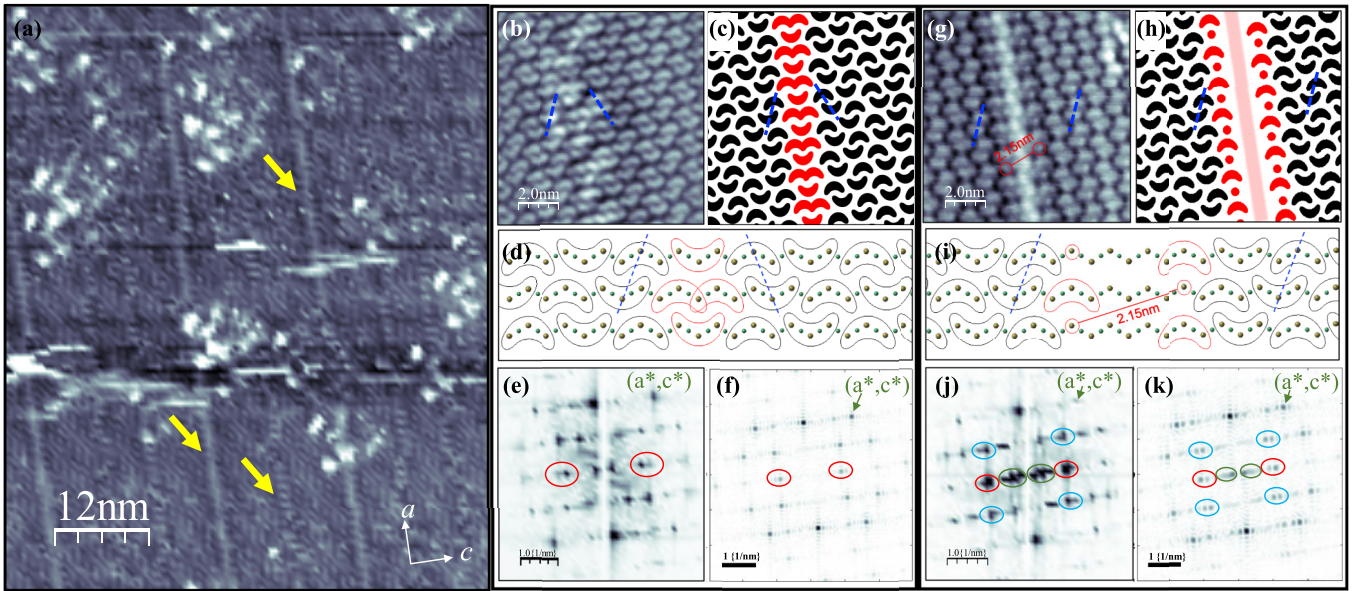 (a)
12nm
a
c
(b)
2.0nm
(c)
(d)
(e)
(a*,c*)
1.0{1/nm}
(f)
(a*,c*)
1 {1/nm}
(g)
2.15nm
2.0nm
(h)
(i)
2.15nm
(j)
(a*,c*)
1.0{1/nm}
(k)
(a*,c*)
1 {1/nm}